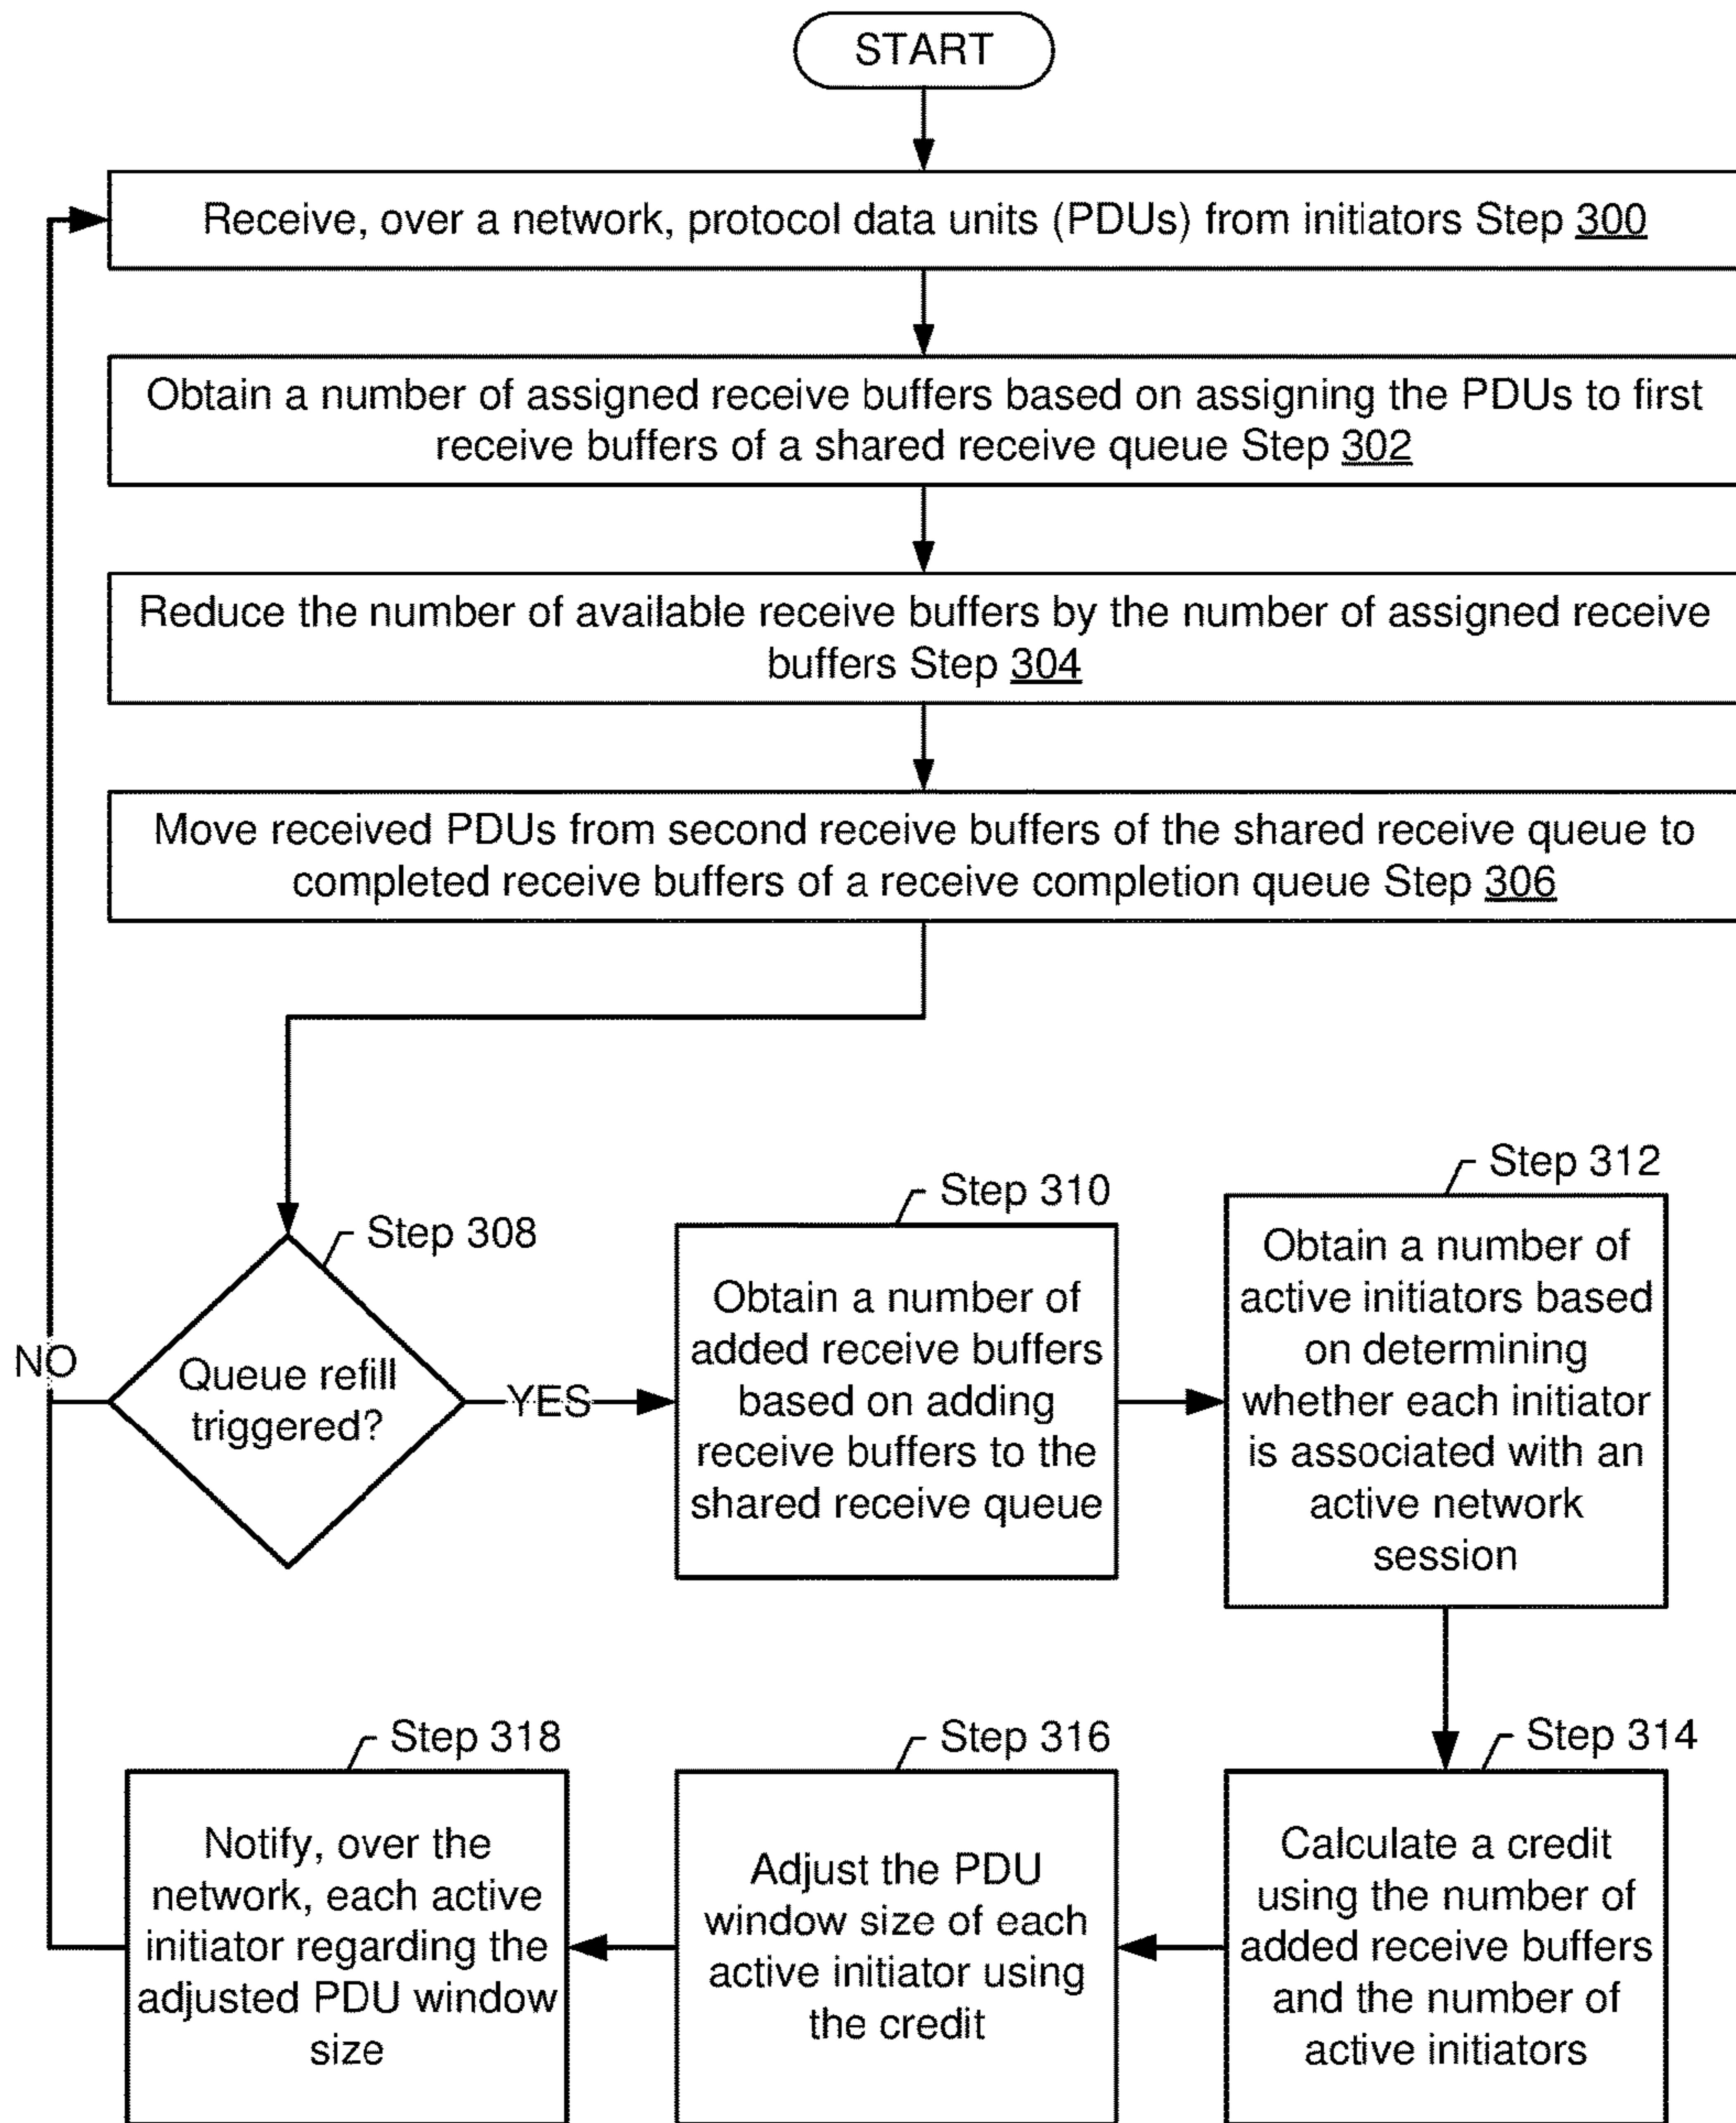 START
Receive, over a network, protocol data units (PDUs) from initiators Step 300
Obtain a number of assigned receive buffers based on assigning the PDUs to first
receive buffers of a shared receive queue Step 302
Reduce the number of available receive buffers by the number of assigned receive
buffers Step 304
Move received PDUs from second receive buffers of the shared receive queue to
completed receive buffers of a receive completion queue Step 306
Step 308
Queue refill
triggered?
NO
YES
Step 310
Obtain a number of
added receive buffers
based on adding
receive buffers to the
shared receive queue
Step 312
Obtain a number of
active initiators based
on determining
whether each initiator
is associated with an
active network
session
Step 314
Calculate a credit
using the number of
added receive buffers
and the number of
active initiators
Step 316
Adjust the PDU
window size of each
active initiator using
the credit
Step 318
Notify, over the
network, each active
initiator regarding the
adjusted PDU window
size